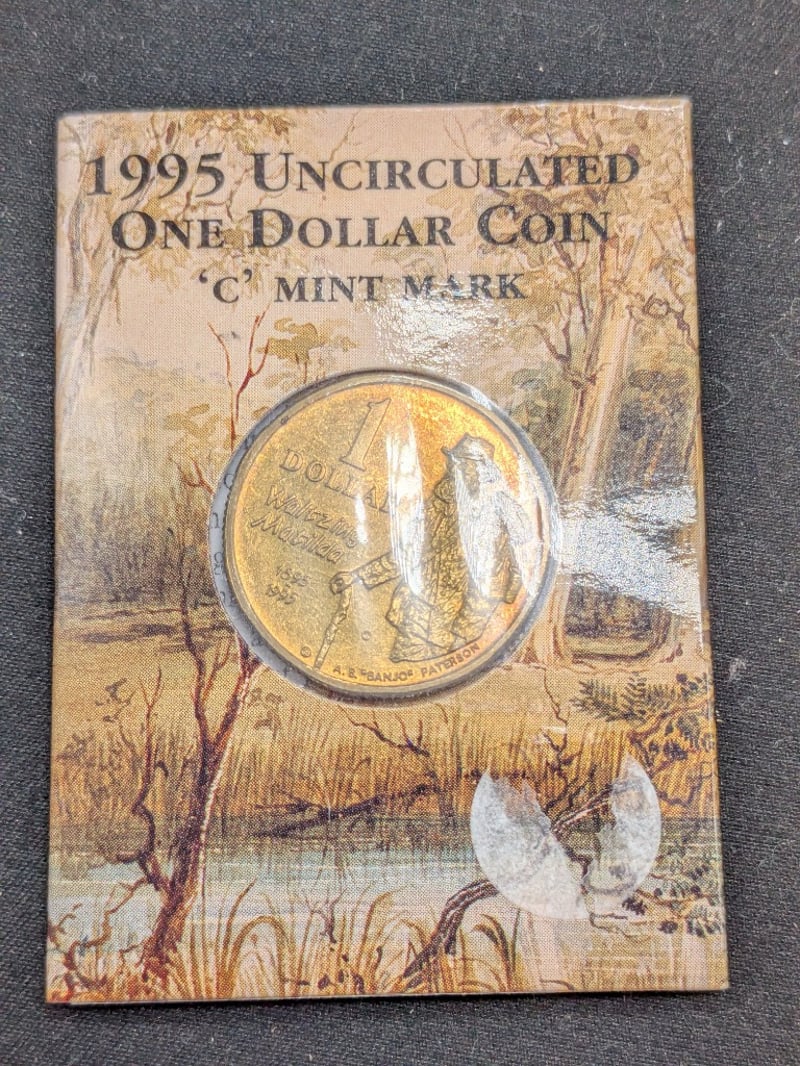 1995 UNCIRCULATED
ONE DOLLAR COIN
'C' MINT MARK
1
DOLLAR
Waltzing
Matilda
1895
1995
C
© A. B. "BANJO" PATERSON